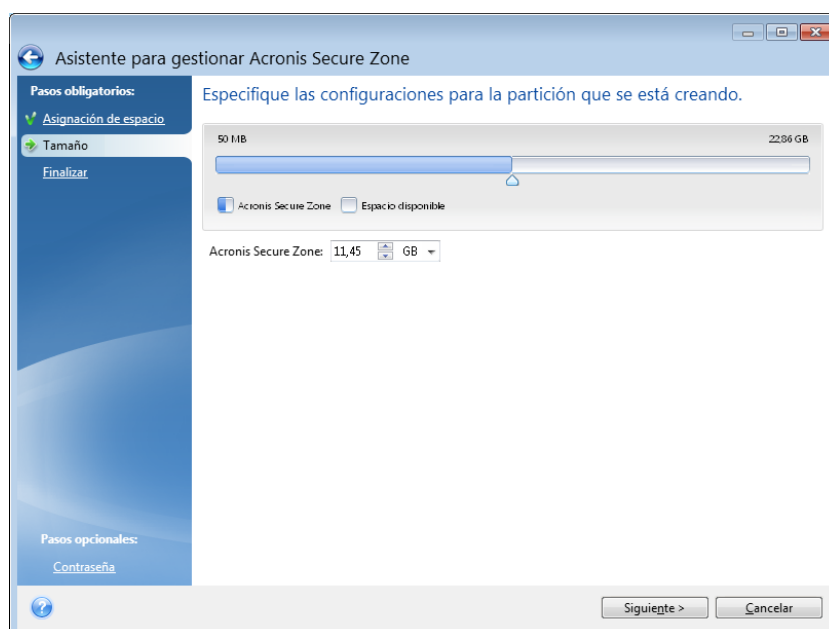 Asistente para gestionar Acronis Secure Zone
Pasos obligatorios:
Asignación de espacio
Tamaño
Finalizar
Especifique las configuraciones para la partición que se está creando.
50 MB
22,86 GB
Acronis Secure Zone
Espacio disponible
Acronis Secure Zone: 11,45 GB
Pasos opcionales:
Contraseña
Siguiente >
Cancelar